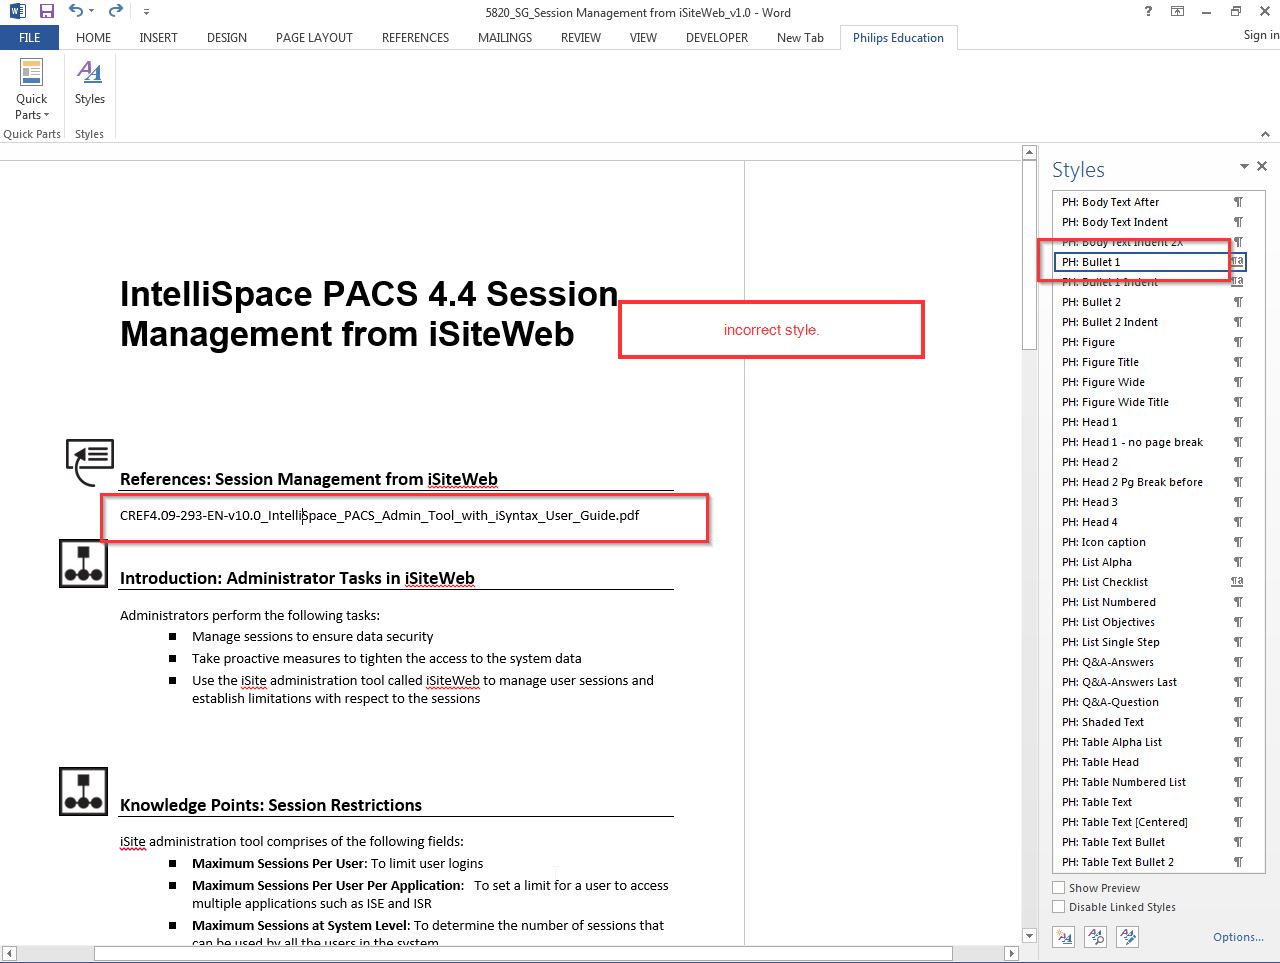 5820_SG_Session Management from iSiteWeb_v1.0 - Word
?
FILE HOME INSERT DESIGN PAGE LAYOUT REFERENCES MAILINGS REVIEW VIEW DEVELOPER New Tab Philips Education Sign in
Quick Parts
Styles
Quick Parts Styles
IntelliSpace PACS 4.4 Session
Management from iSiteWeb
incorrect style.
References: Session Management from iSiteWeb
CREF4.09-293-EN-v10.0_IntelliSpace_PACS_Admin_Tool_with_iSyntax_User_Guide.pdf
Introduction: Administrator Tasks in iSiteWeb
Administrators perform the following tasks:
Manage sessions to ensure data security
Take proactive measures to tighten the access to the system data
Use the iSite administration tool called iSiteWeb to manage user sessions and
establish limitations with respect to the sessions
Knowledge Points: Session Restrictions
iSite administration tool comprises of the following fields:
Maximum Sessions Per User: To limit user logins
Maximum Sessions Per User Per Application: To set a limit for a user to access
multiple applications such as ISE and ISR
Maximum Sessions at System Level: To determine the number of sessions that
can be used by all the users in the system
Styles
PH: Body Text After
PH: Body Text Indent
PH: Body Text Indent 2X
PH: Bullet 1
PH: Bullet 1 Indent
PH: Bullet 2
PH: Bullet 2 Indent
PH: Figure
PH: Figure Title
PH: Figure Wide
PH: Figure Wide Title
PH: Head 1
PH: Head 1 - no page break
PH: Head 2
PH: Head 2 Pg Break before
PH: Head 3
PH: Head 4
PH: Icon caption
PH: List Alpha
PH: List Checklist
PH: List Numbered
PH: List Objectives
PH: List Single Step
PH: Q&A-Answers
PH: Q&A-Answers Last
PH: Q&A-Question
PH: Shaded Text
PH: Table Alpha List
PH: Table Head
PH: Table Numbered List
PH: Table Text
PH: Table Text [Centered]
PH: Table Text Bullet
PH: Table Text Bullet 2
Show Preview
Disable Linked Styles
Options...